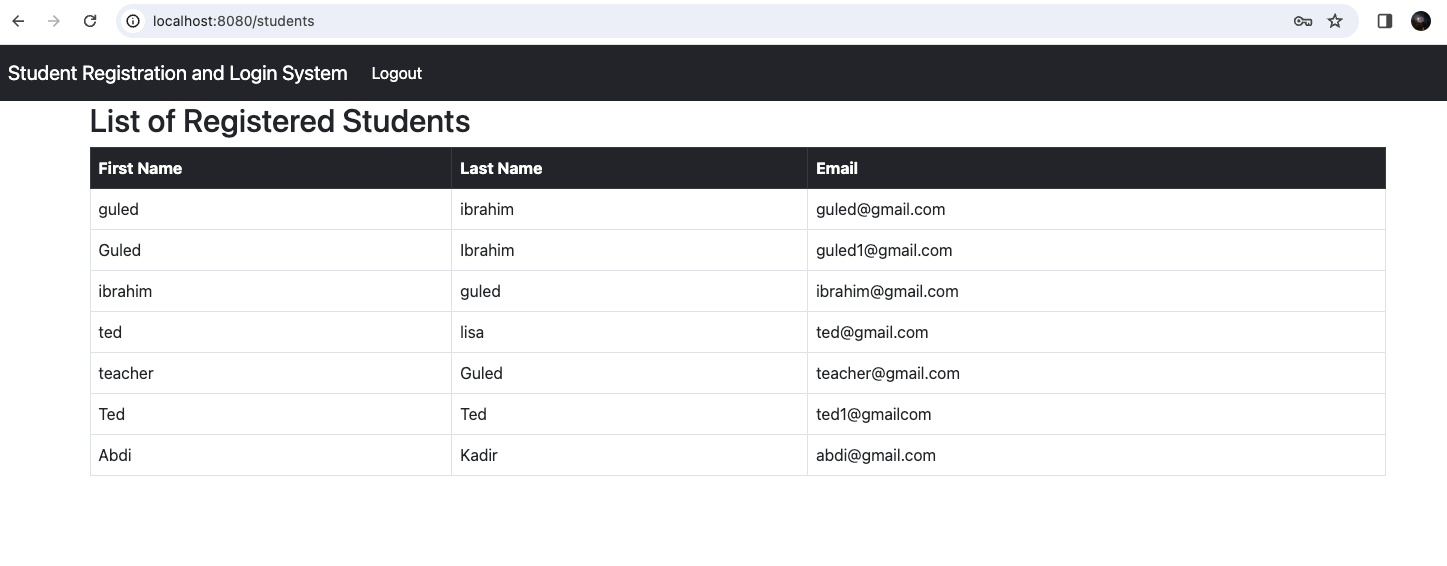 localhost:8080/students
Student Registration and Login System Logout
List of Registered Students
First Name Last Name Email
guled ibrahim guled@gmail.com
Guled Ibrahim guled1@gmail.com
ibrahim guled ibrahim@gmail.com
ted lisa ted@gmail.com
teacher Guled teacher@gmail.com
Ted Ted ted1@gmailcom
Abdi Kadir abdi@gmail.com